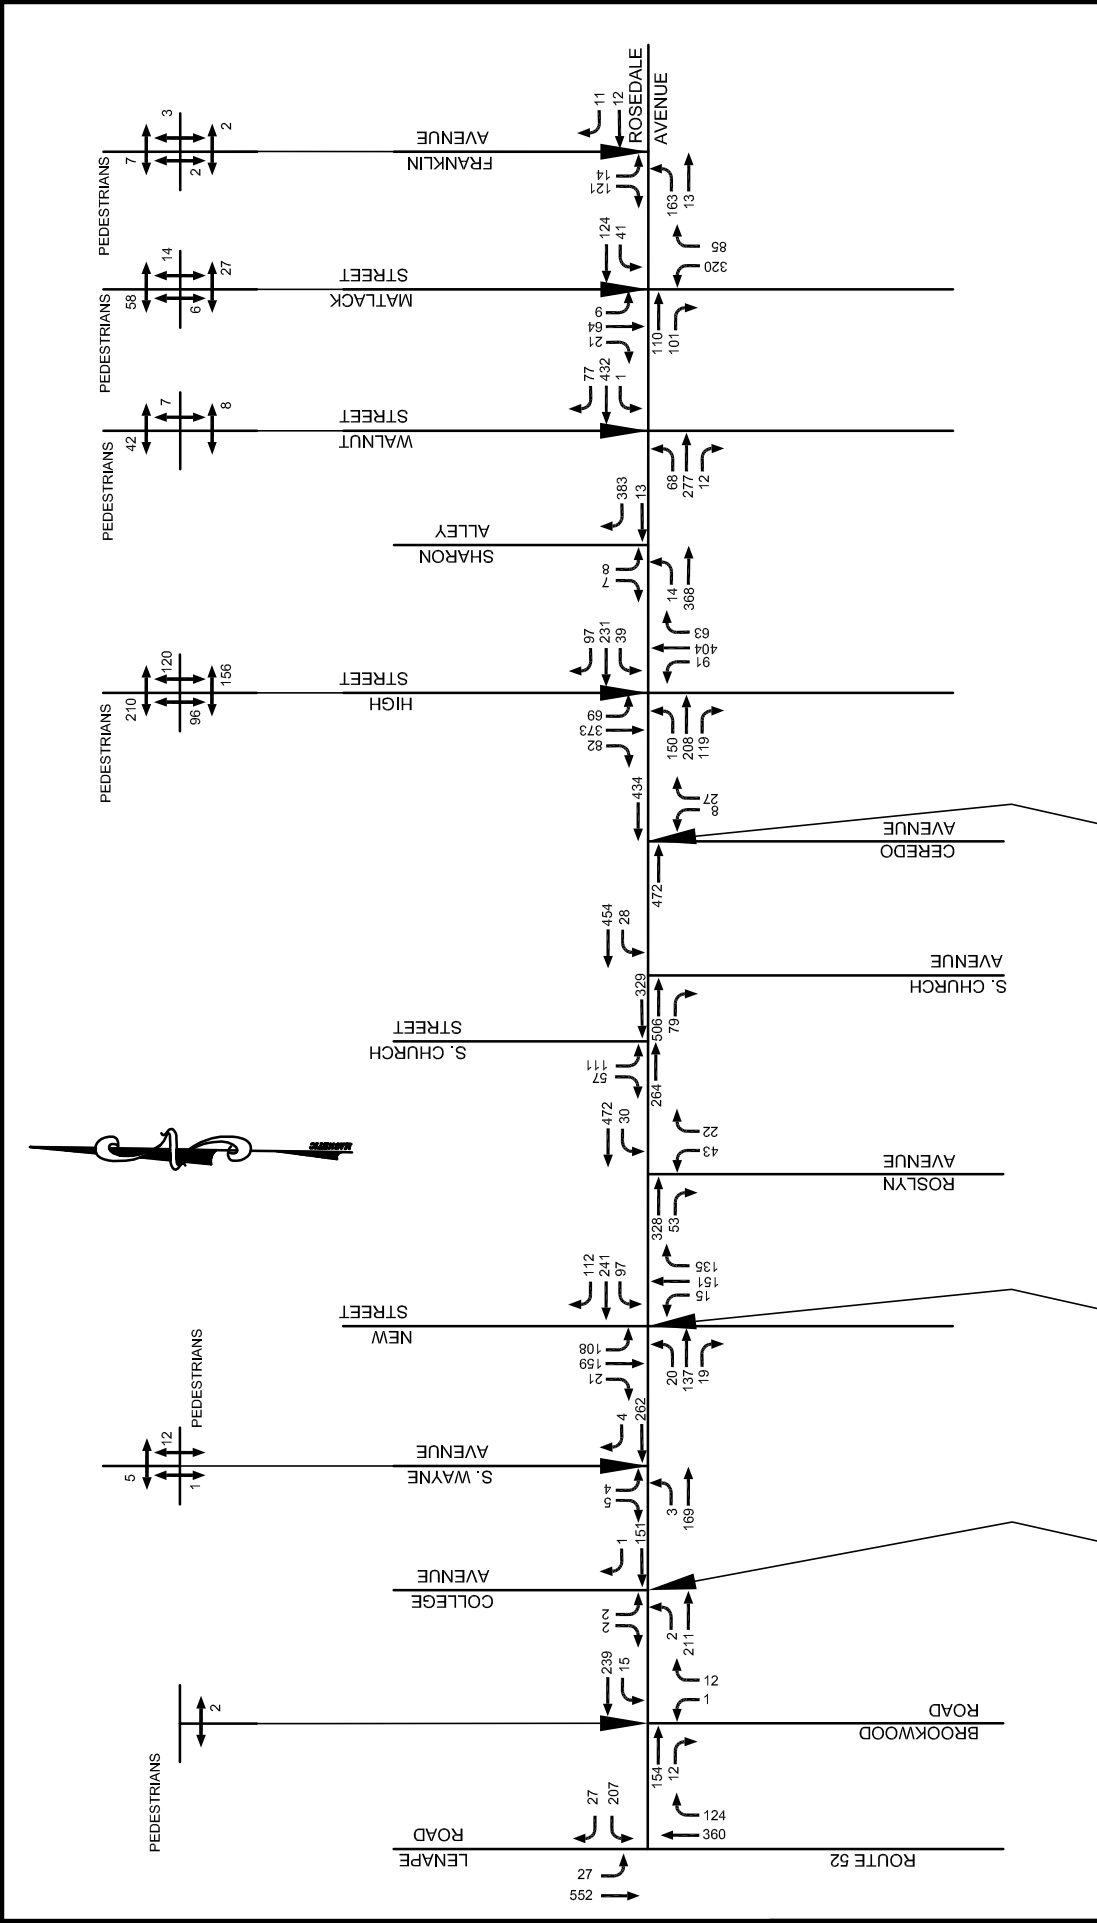 ROSEDALE
AVENUE
11
12
3
7
2
2
PEDESTRIANS
AVENUE
FRANKLIN
14
121
163
13
124
41
85
320
14
58
27
6
PEDESTRIANS
STREET
MATLACK
9
64
21
110
101
77
432
1
7
42
8
PEDESTRIANS
STREET
WALNUT
68
277
12
383
13
ALLEY
SHARON
8
7
14
368
97
231
39
63
404
91
120
210
156
96
PEDESTRIANS
STREET
HIGH
69
373
82
150
208
119
434
27
8
AVENUE
CEREDO
472
454
28
AVENUE
S. CHURCH
506
79
329
STREET
S. CHURCH
111
57
264
472
30
22
43
MAGNETIC
AVENUE
ROSLYN
328
53
112
241
97
135
151
15
STREET
NEW
108
159
21
20
137
19
PEDESTRIANS
4
262
12
5
1
AVENUE
S. WAYNE
4
5
3
169
1
151
AVENUE
COLLEGE
2
2
2
211
239
15
12
1
2
PEDESTRIANS
ROAD
BROOKWOOD
154
12
27
207
124
360
ROAD
LENAPE
ROUTE 52
27
552